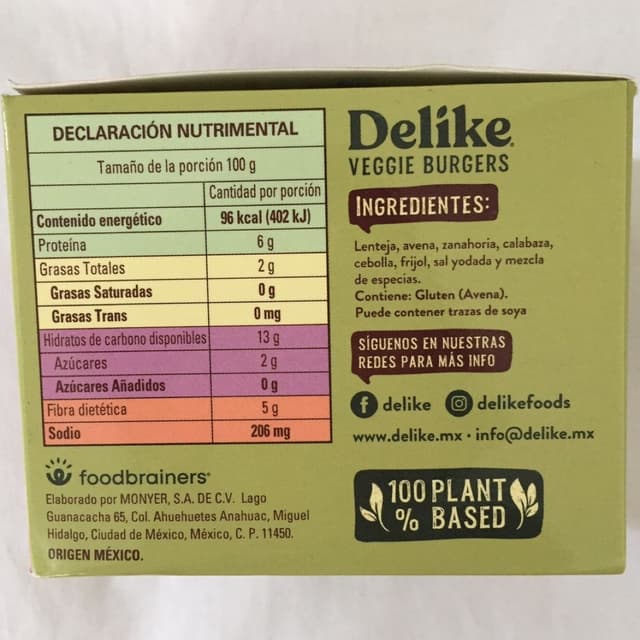 DECLARACIÓN NUTRIMENTAL
Tamaño de la porción 100 g
Cantidad por porción
Contenido energético 96 kcal (402 kJ)
Proteína 6 g
Grasas Totales 2 g
Grasas Saturadas 0 g
Grasas Trans 0 mg
Hidratos de carbono disponibles 13 g
Azúcares 2 g
Azúcares Añadidos 0 g
Fibra dietética 5 g
Sodio 206 mg
foodbrainers
Elaborado por MONYER, S.A. DE C.V. Lago
Guanacacha 65, Col. Ahuehuetes Anahuac, Miguel
Hidalgo, Ciudad de México, México, C. P. 11450.
ORIGEN MÉXICO.
Delike
VEGGIE BURGERS
INGREDIENTES:
Lenteja, avena, zanahoria, calabaza,
cebolla, frijol, sal yodada y mezcla
de especias.
Contiene: Gluten (Avena).
Puede contener trazas de soya
SÍGUENOS EN NUESTRAS
REDES PARA MÁS INFO
delike delikefoods
www.delike.mx · info@delike.mx
100 PLANT
% BASED